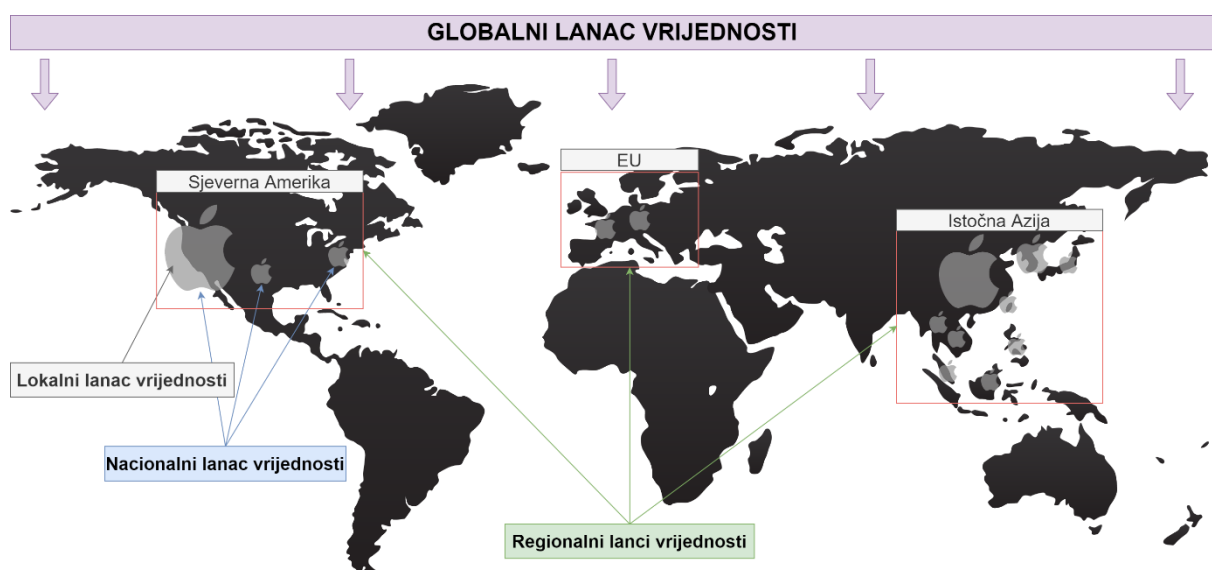 GLOBALNI LANAC VRIJEDNOSTI
EU
Sjeverna Amerika
Istočna Azija
Lokalni lanac vrijednosti
Nacionalni lanac vrijednosti
Regionalni lanci vrijednosti